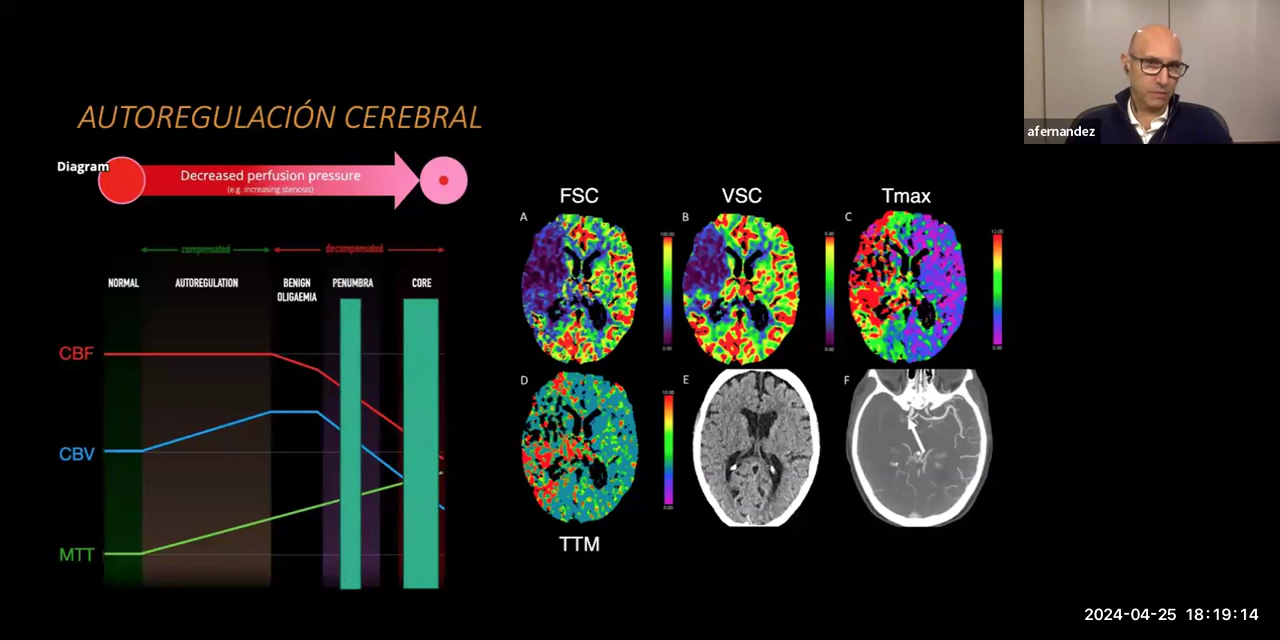 AUTOREGULACIÓN CEREBRAL
Diagram
Decreased perfusion pressure
(e.g. increasing stenosis)
compensated
decompensated
NORMAL
AUTOREGULATION
BENIGN
OLIGAEMIA
PENUMBRA
CORE
CBF
CBV
MTT
FSC
VSC
Tmax
A
B
C
D
E
F
TTM
afernandez
2024-04-25 18:19:14